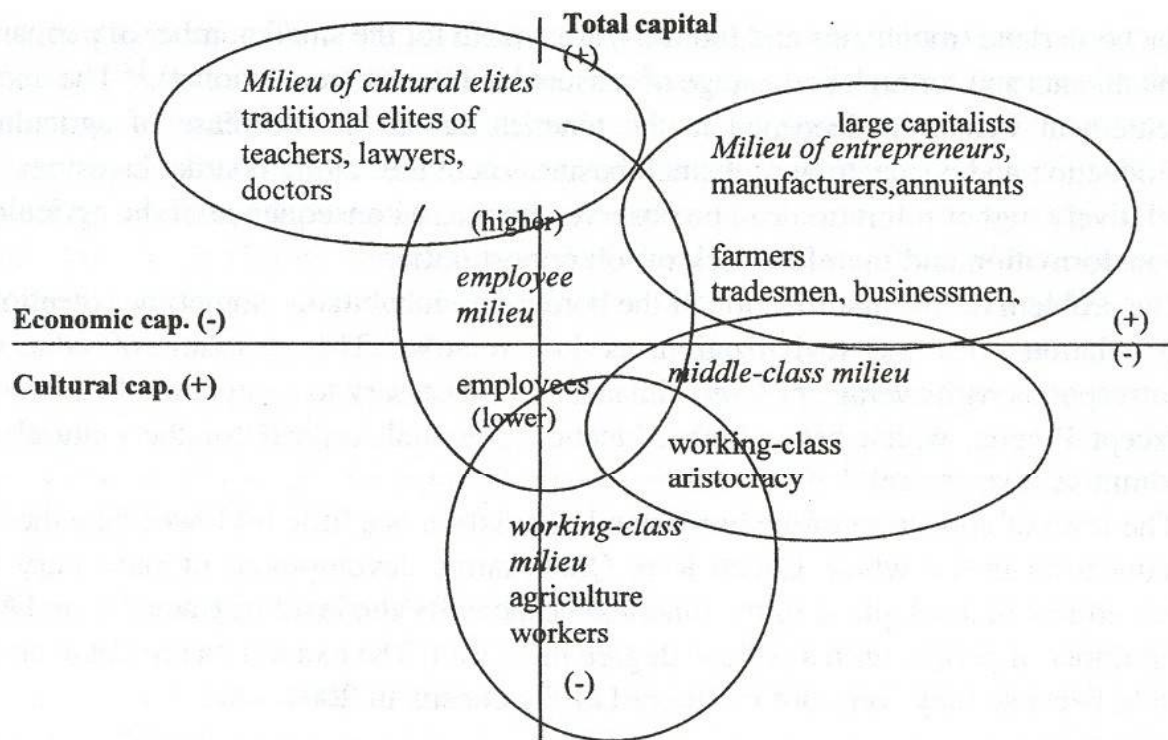 Total capital
(+)
Milieu of cultural elites
traditional elites of
teachers, lawyers,
doctors
large capitalists
Milieu of entrepreneurs,
manufacturers,annuitants
farmers
tradesmen, businessmen,
(higher)
employee
milieu
Economic cap. (-)
(+)
Cultural cap. (+)
(-)
employees
(lower)
middle-class milieu
working-class
aristocracy
working-class
milieu
agriculture
workers
(-)